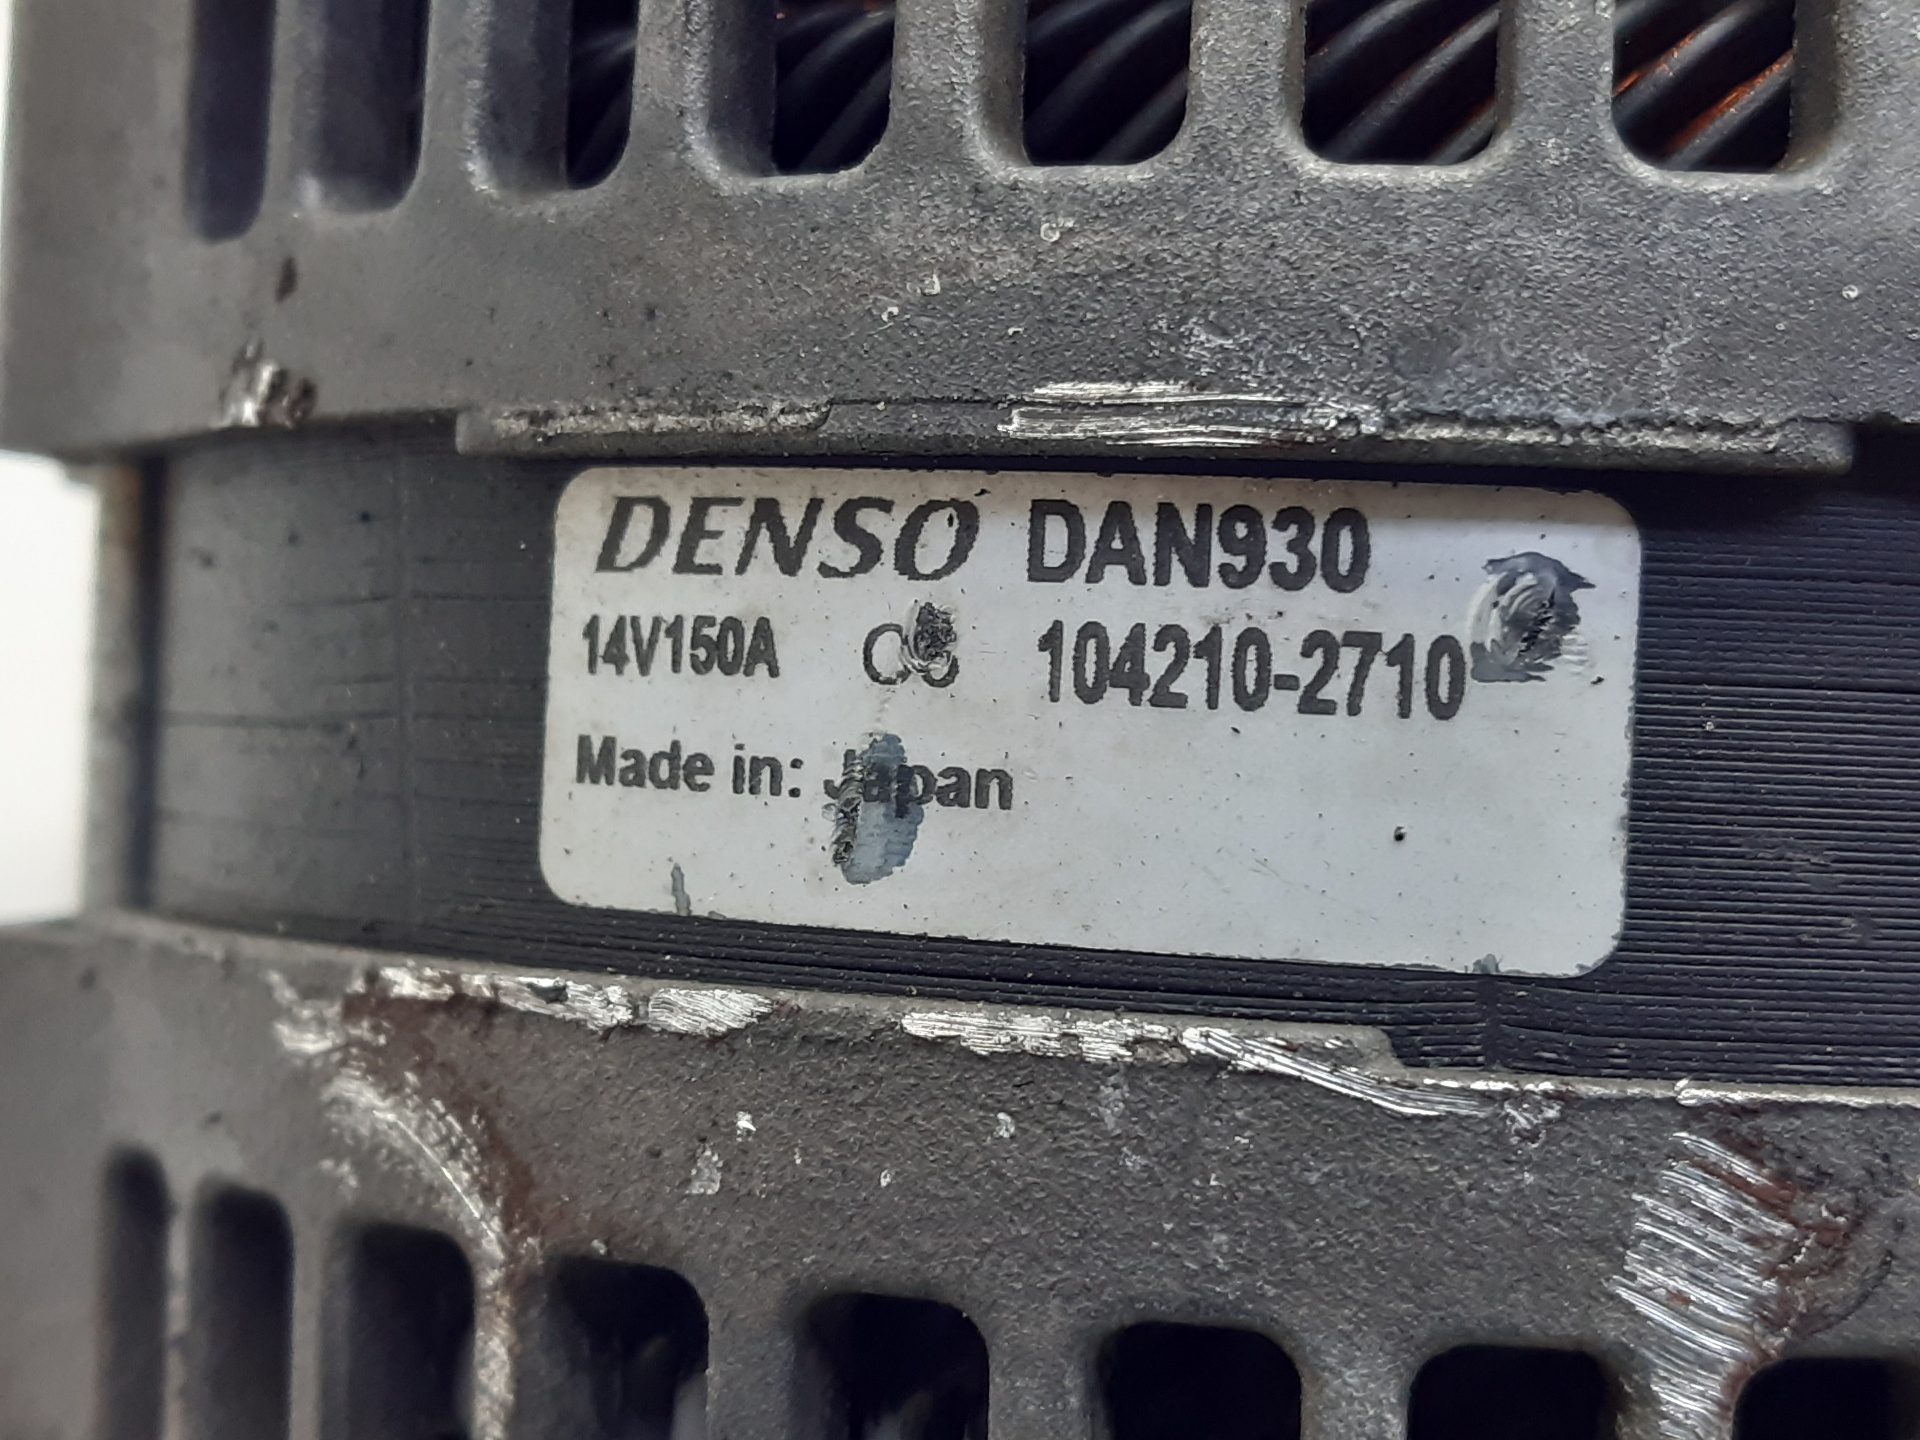 DENSO DAN930
14V150A 104210-2710
Made in: Japan